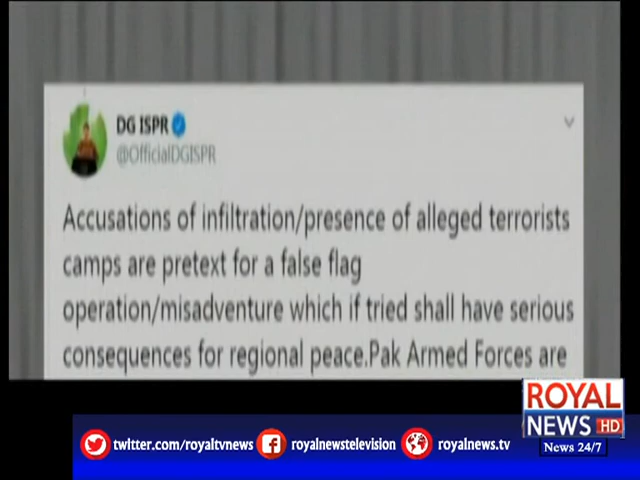 DG ISPR
@OfficialDGISPR
Accusations of infiltration/presence of alleged terrorists
camps are pretext for a false flag
operation/misadventure which if tried shall have serious
consequences for regional peace.Pak Armed Forces are
ROYAL
NEWS HD
News 24/7
twitter.com/royaltvnews
royalnewstelevision
royalnews.tv